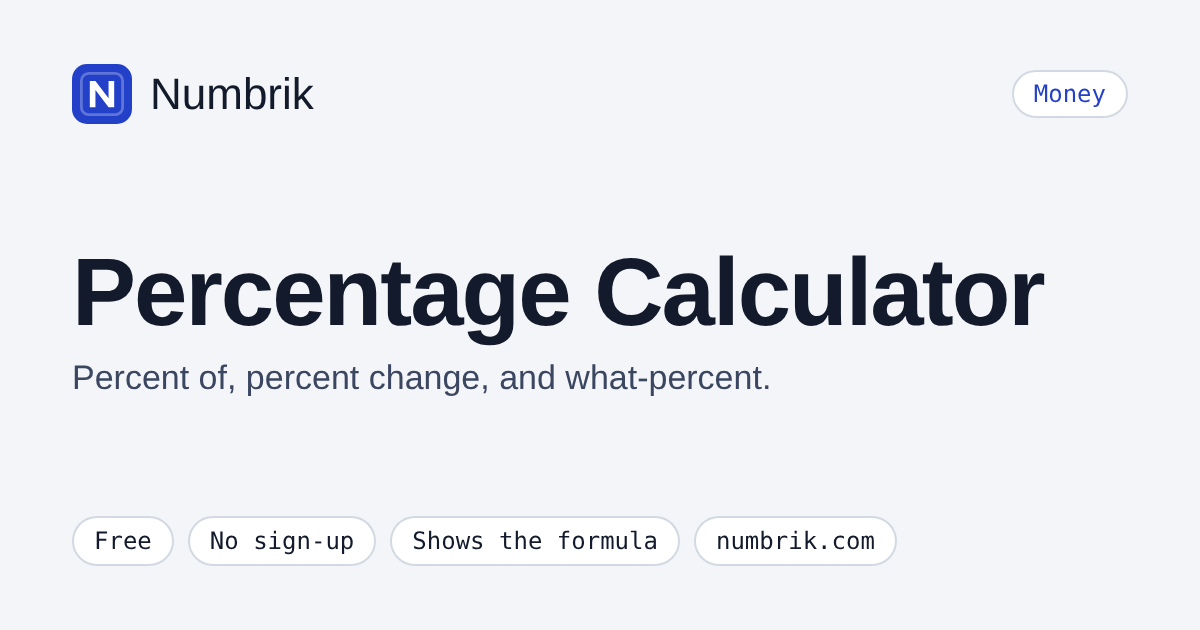 N Numbrik
Money
Percentage Calculator
Percent of, percent change, and what-percent.
Free
No sign-up
Shows the formula
numbrik.com